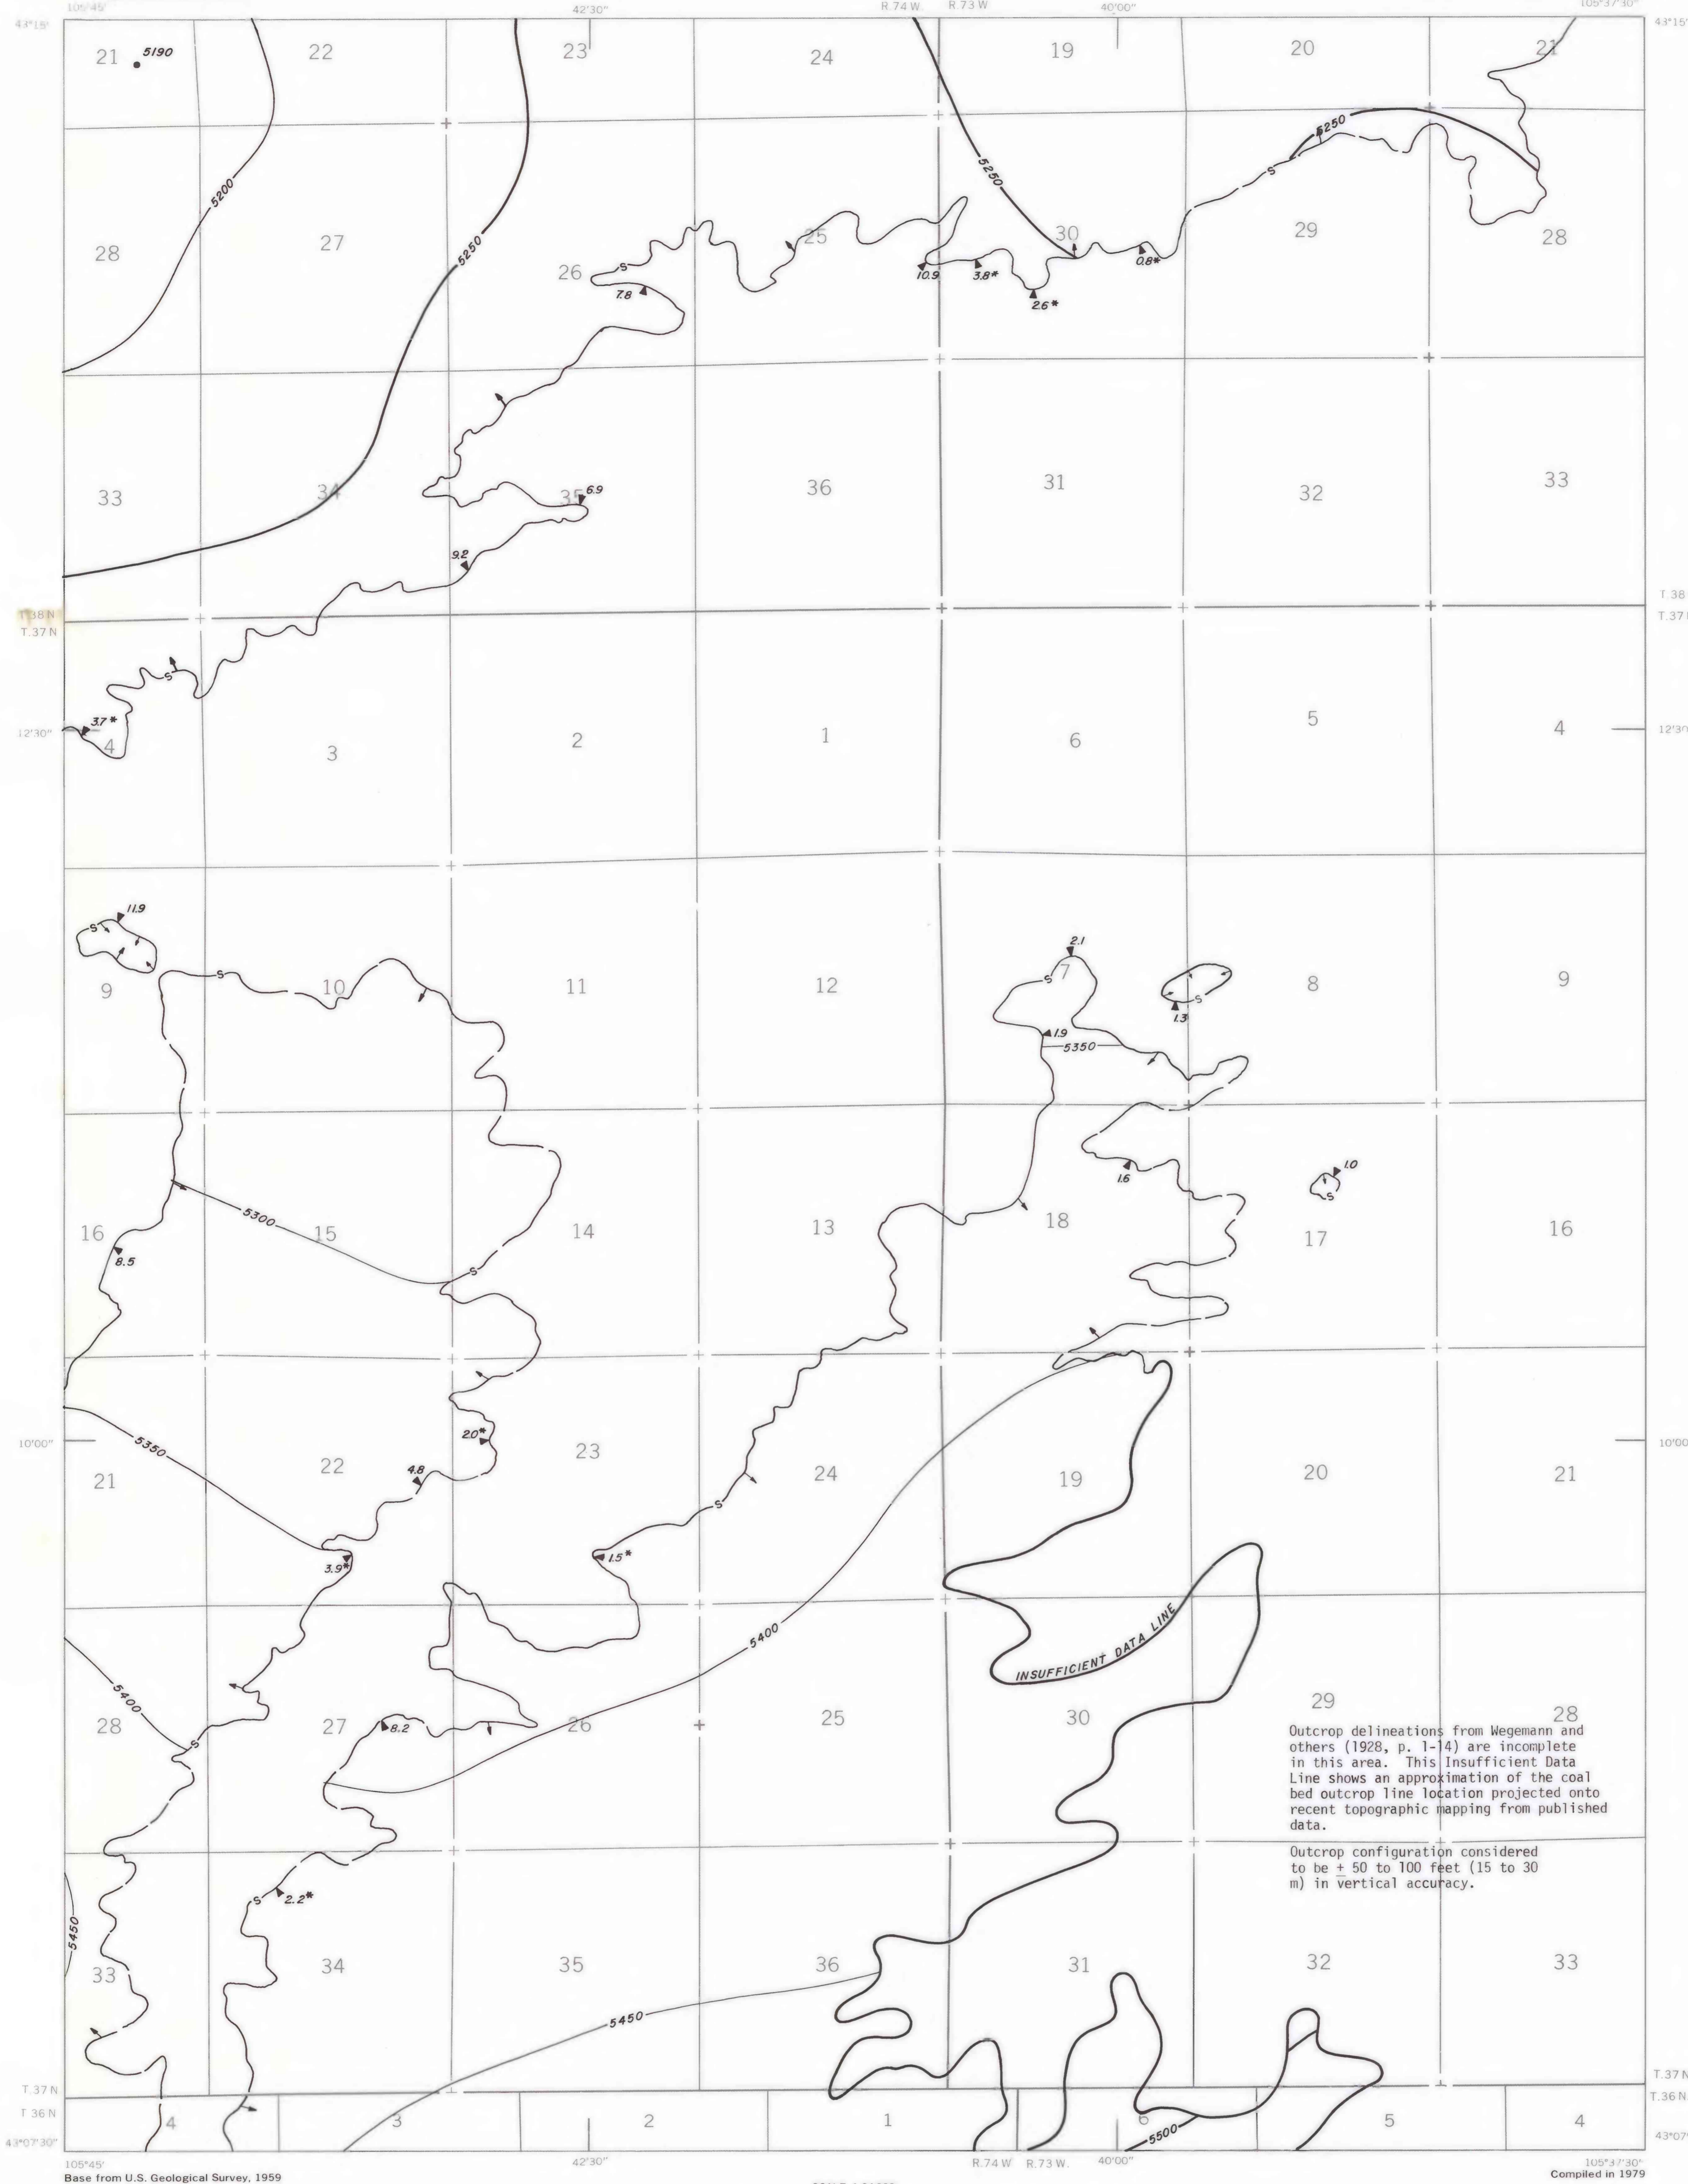 105°45' 42'30" R.74 W. R.73 W 40'00" 105°37'30"
43°15' 43°15'
21 5190 22 23 24 19 20 21
5250
5250
5200
28 27 5250 26 S 25 30 29 S 28
7.8 10.9 3.8* 2.6* 0.8*
33 34 35 6.9 36 31 32 33
9.2
T.38 N T 38
T.37 N T.37
S
3.7*
12'30" 4 3 2 1 6 5 4
11.9
S
9 S 10 11 12 S 7 2.1 S 8 9
1.3
1.9
5350
1.6 1.0
S
16 5300 15 14 13 18 17 16
8.5 S
5350
10'00" 10'00
2.0*
21 22 4.8 23 24 19 20 21
S
3.9* 1.5*
5400
INSUFFICIENT DATA LINE
5400
28 S 27 8.2 26 25 30 29 28
Outcrop delineations from Wegemann and
others (1928, p. 1-14) are incomplete
in this area. This Insufficient Data
Line shows an approximation of the coal
bed outcrop line location projected onto
recent topographic mapping from published
data.
Outcrop configuration considered
to be ± 50 to 100 feet (15 to 30
m) in vertical accuracy.
S 2.2*
5450
33 34 35 36 31 32 33
5450
T.37 N T.37 N
T 36 N T.36 N
4 3 2 1 6 5 4
5500
43°07'30" 43°07'
105°45' 42'30" R.74 W R.73 W. 40'00" 105°37'30"
Base from U.S. Geological Survey, 1959 Compiled in 1979